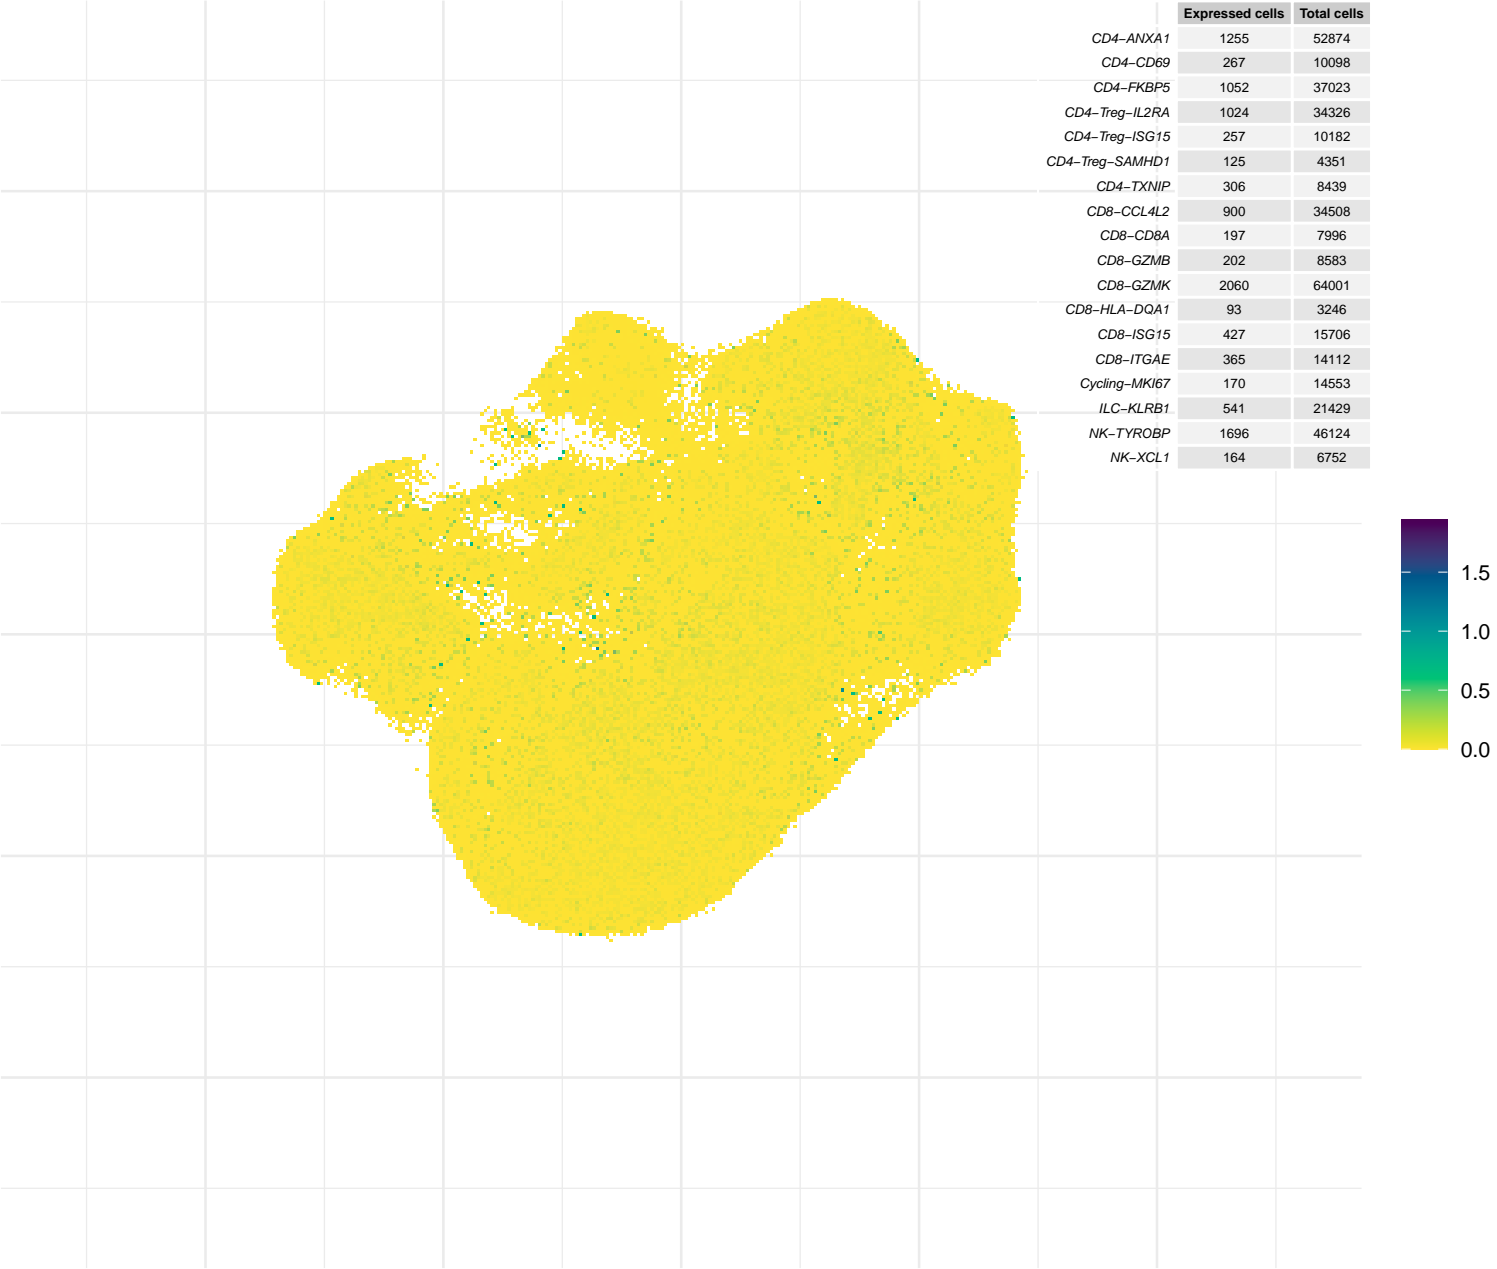 Expressed cells Total cells
CD4−ANXA1 1255 52874
CD4−CD69 267 10098
CD4−FKBP5 1052 37023
CD4−Treg−IL2RA 1024 34326
CD4−Treg−ISG15 257 10182
CD4−Treg−SAMHD1 125 4351
CD4−TXNIP 306 8439
CD8−CCL4L2 900 34508
CD8−CD8A 197 7996
CD8−GZMB 202 8583
CD8−GZMK 2060 64001
CD8−HLA−DQA1 93 3246
CD8−ISG15 427 15706
CD8−ITGAE 365 14112
Cycling−MKI67 170 14553
ILC−KLRB1 541 21429
NK−TYROBP 1696 46124
NK−XCL1 164 6752
1.5
1.0
0.5
0.0